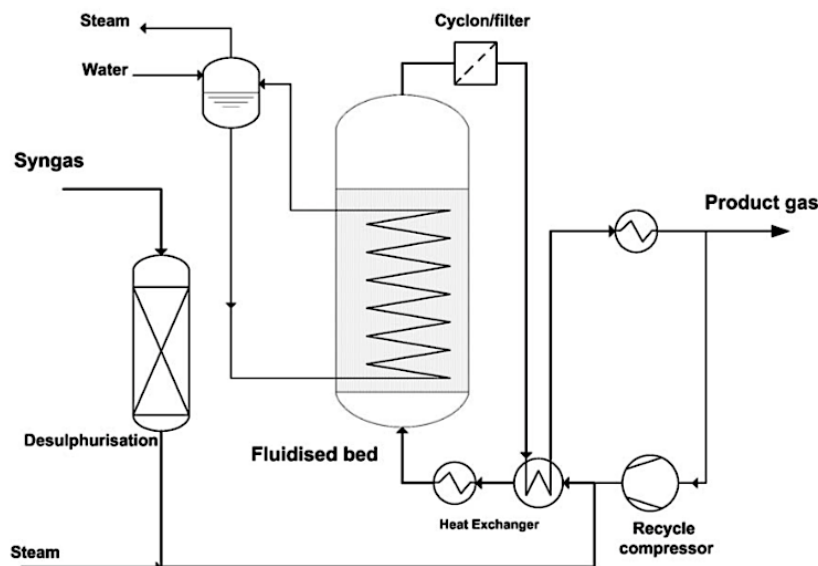 Steam
Cyclon/filter
Water
Syngas
Product gas
Desulphurisation
Fluidised bed
Heat Exchanger
Recycle
compressor
Steam